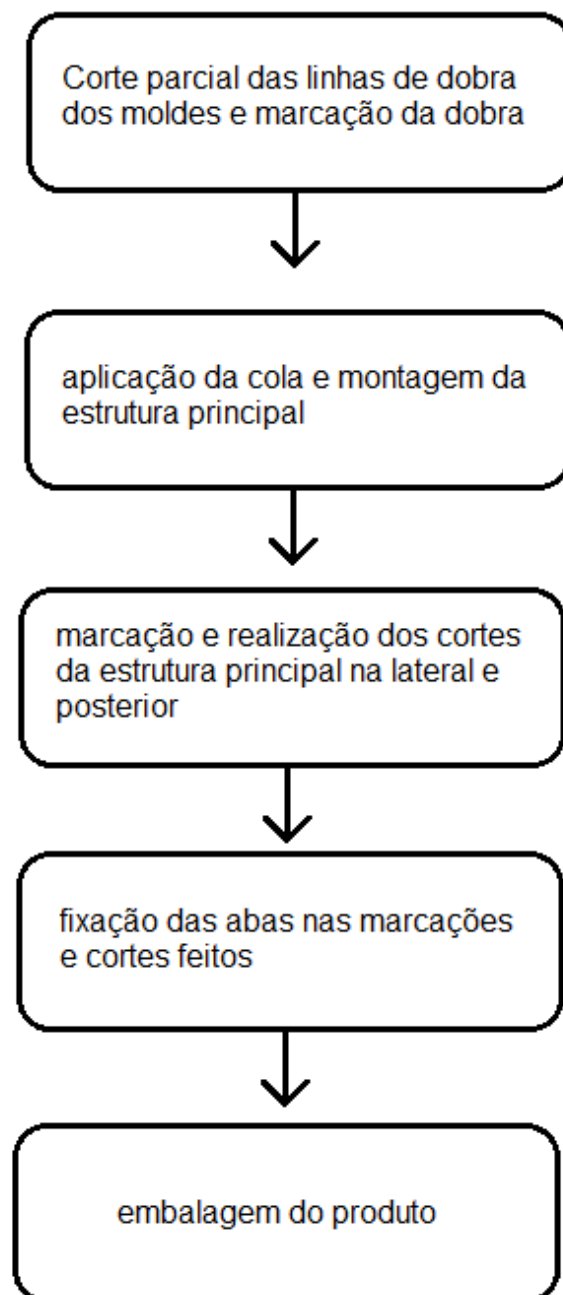 Corte parcial das linhas de dobra
dos moldes e marcação da dobra
aplicação da cola e montagem da
estrutura principal
marcação e realização dos cortes
da estrutura principal na lateral e
posterior
fixação das abas nas marcações
e cortes feitos
embalagem do produto